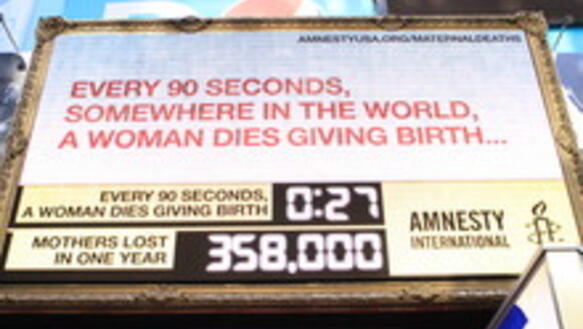 AMNESTYUSA.ORG/MATERNALDEATHS
EVERY 90 SECONDS,
SOMEWHERE IN THE WORLD,
A WOMAN DIES GIVING BIRTH...
EVERY 90 SECONDS,
A WOMAN DIES GIVING BIRTH
0:27
MOTHERS LOST
IN ONE YEAR
358,000
AMNESTY
INTERNATIONAL